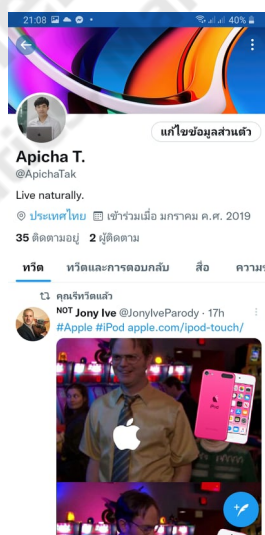 21:08
40%
แก้ไขข้อมูลส่วนตัว
Apicha T.
@ApichaTak
Live naturally.
ประเทศไทย เข้าร่วมเมื่อ มกราคม ค.ศ. 2019
35 ติดตามอยู่ 2 ผู้ติดตาม
ทวีต ทวีตและการตอบกลับ สื่อ
คุณรีทวีตแล้ว
NOT Jony Ive @JonyIveParody · 17h
#Apple #iPod apple.com/ipod-touch/